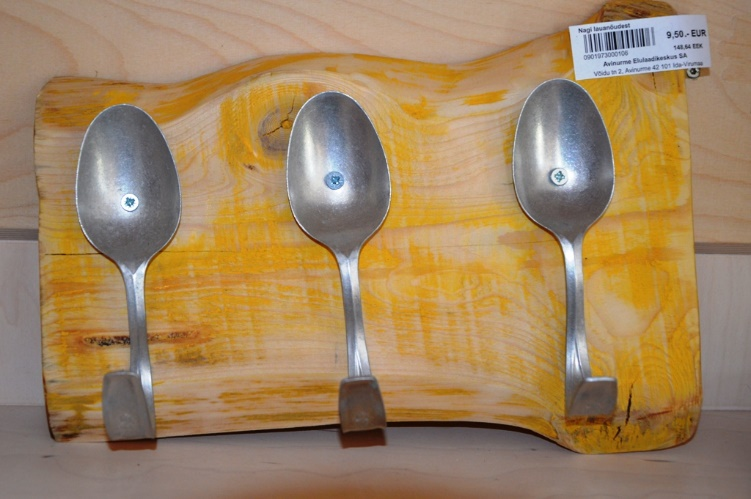 Nagi lauanõudest
9,50.- EUR
0901973000106
148,64 EEK
Avinurme Elulaadikeskus SA
Võidu tn 2, Avinurme 42 101 Ida-Virumaa